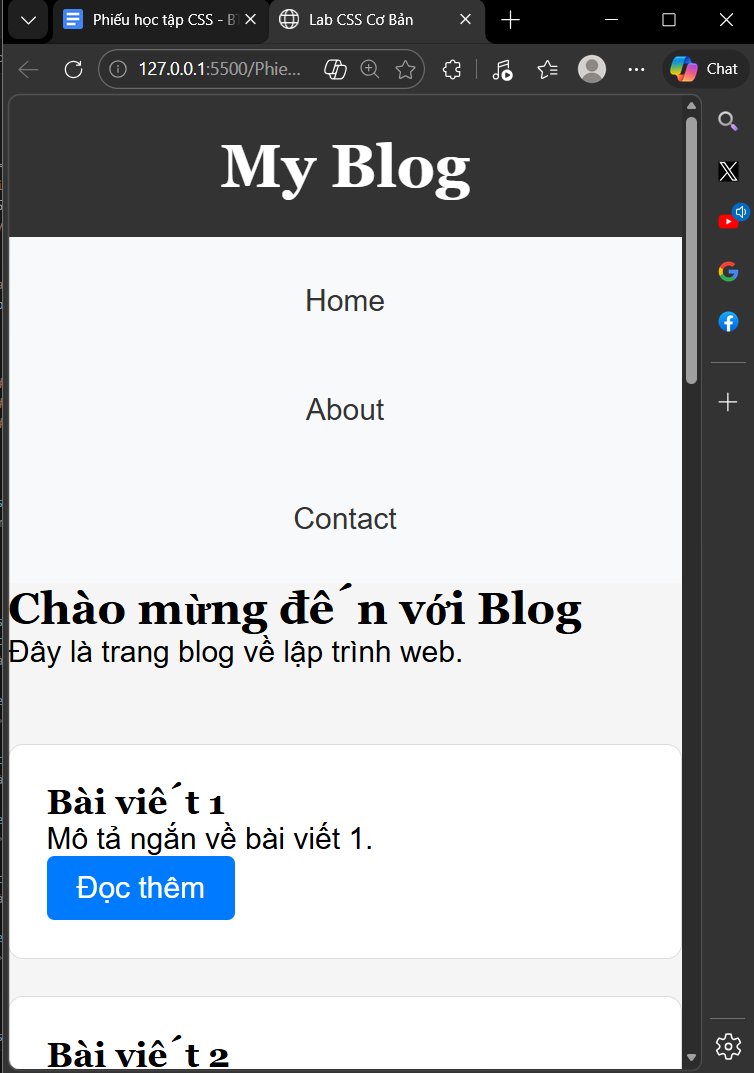 Phiếu học tập CSS - BT
Lab CSS Cơ Bản
127.0.0.1:5500/Phie...
Chat
My Blog
Home
About
Contact
Chào mừng đến với Blog
Đây là trang blog về lập trình web.
Bài viết 1
Mô tả ngắn về bài viết 1.
Đọc thêm
Bài viết 2